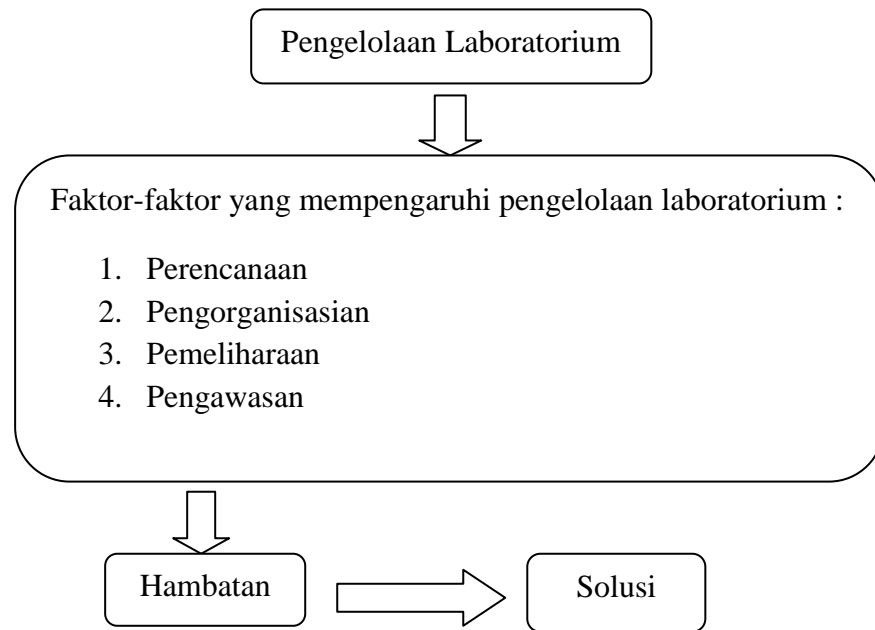 Pengelolaan Laboratorium
Faktor-faktor yang mempengaruhi pengelolaan laboratorium :
1. Perencanaan
2. Pengorganisasian
3. Pemeliharaan
4. Pengawasan
Hambatan
Solusi